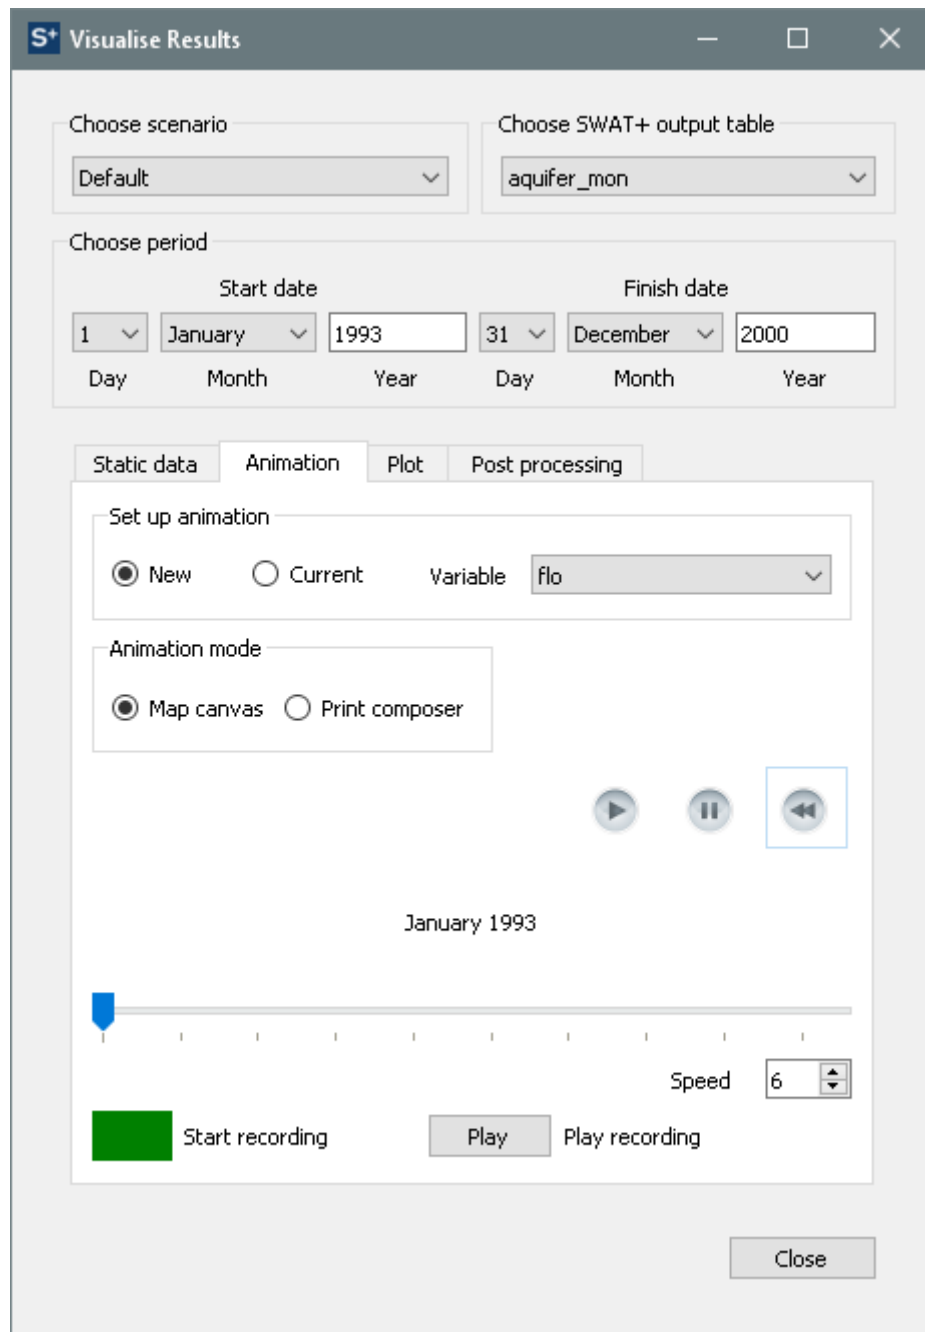 S+ Visualise Results
Choose scenario
Choose SWAT+ output table
Default
aquifer_mon
Choose period
Start date
Finish date
1 January 1993 31 December 2000
Day Month Year Day Month Year
Static data Animation Plot Post processing
Set up animation
New Current Variable flo
Animation mode
Map canvas Print composer
January 1993
Speed 6
Start recording Play Play recording
Close